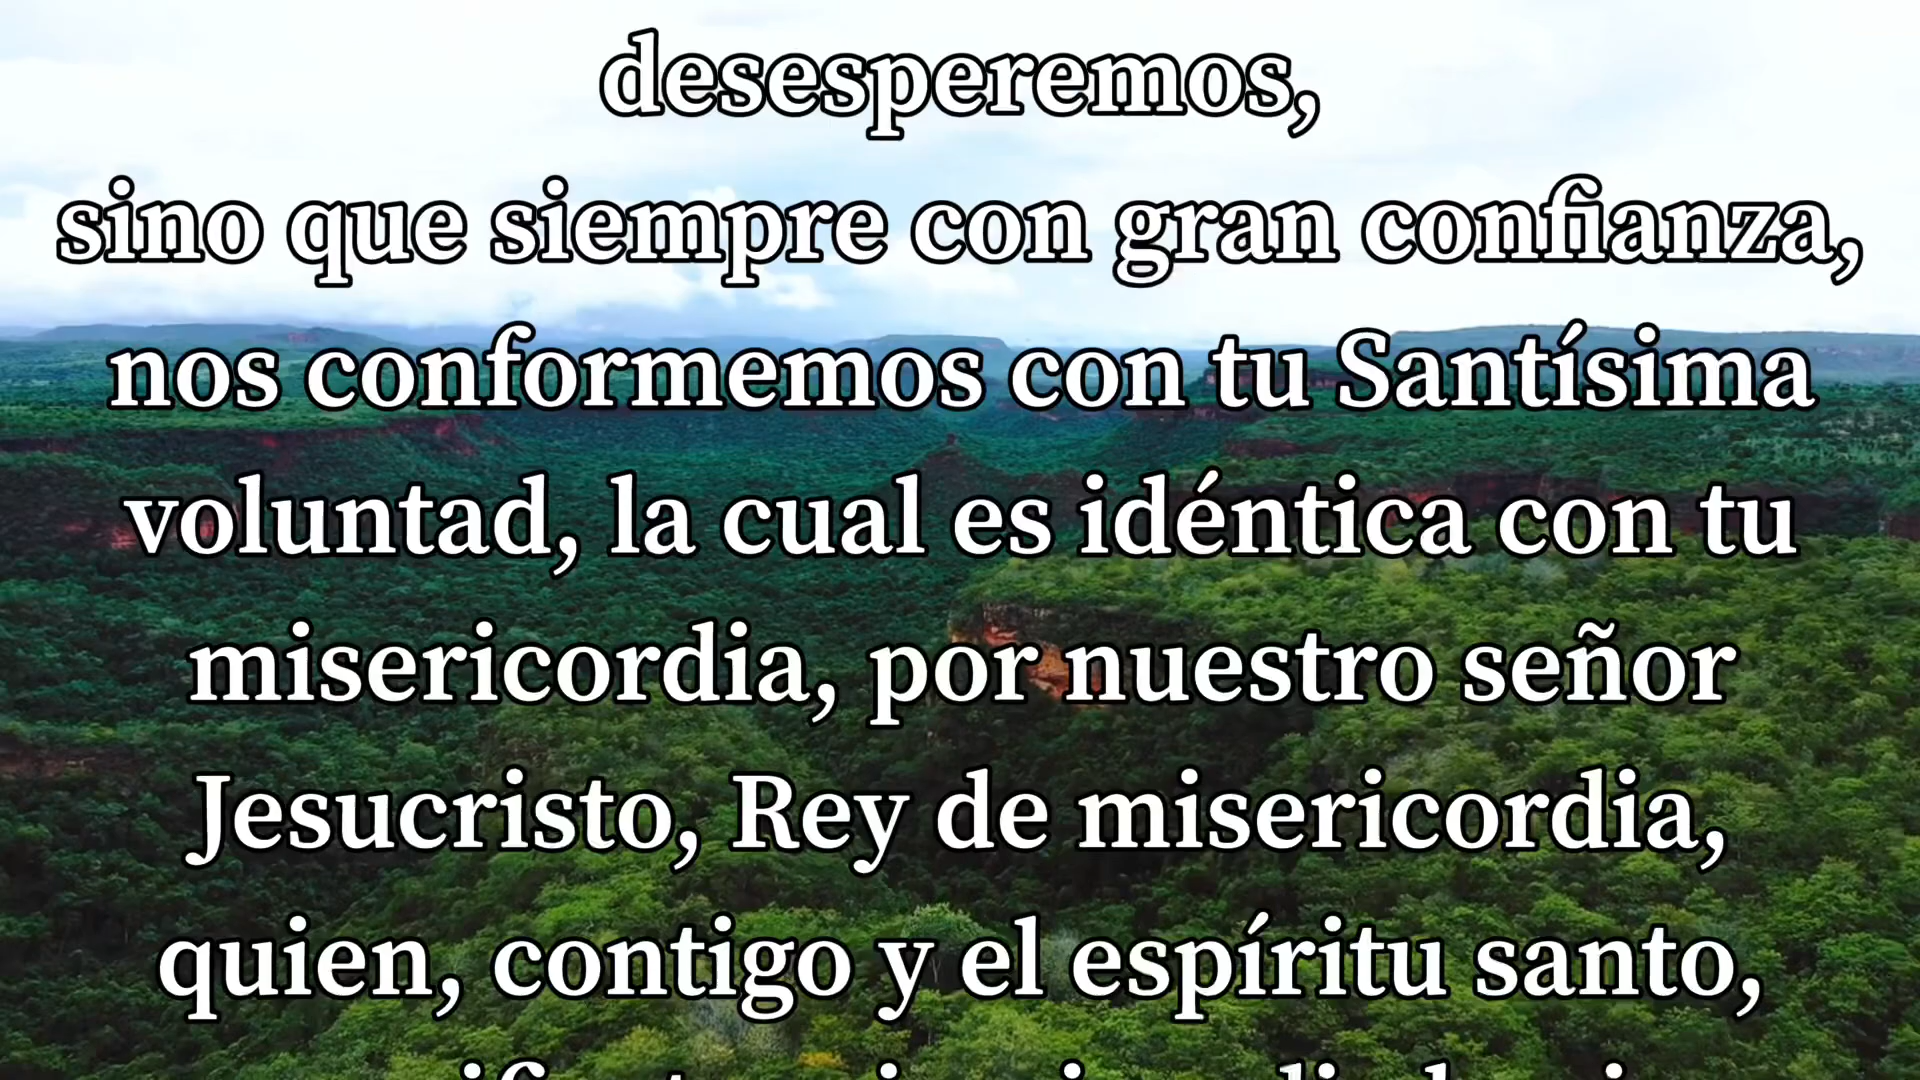 desesperemos,
sino que siempre con gran confianza,
nos conformemos con tu Santísima
voluntad, la cual es idéntica con tu
misericordia, por nuestro señor
Jesucristo, Rey de misericordia,
quien, contigo y el espíritu santo,